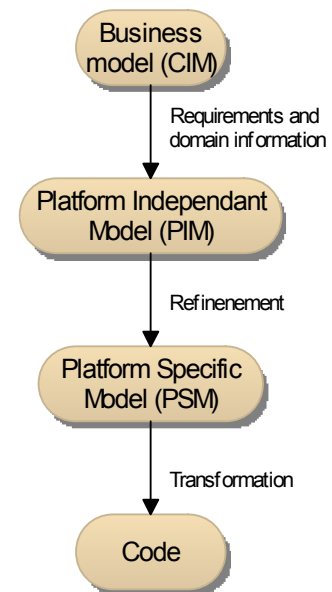 Business
model (CIM)
Requirements and
domain information
Platform Independant
Model (PIM)
Refinenement
Platform Specific
Model (PSM)
Transformation
Code